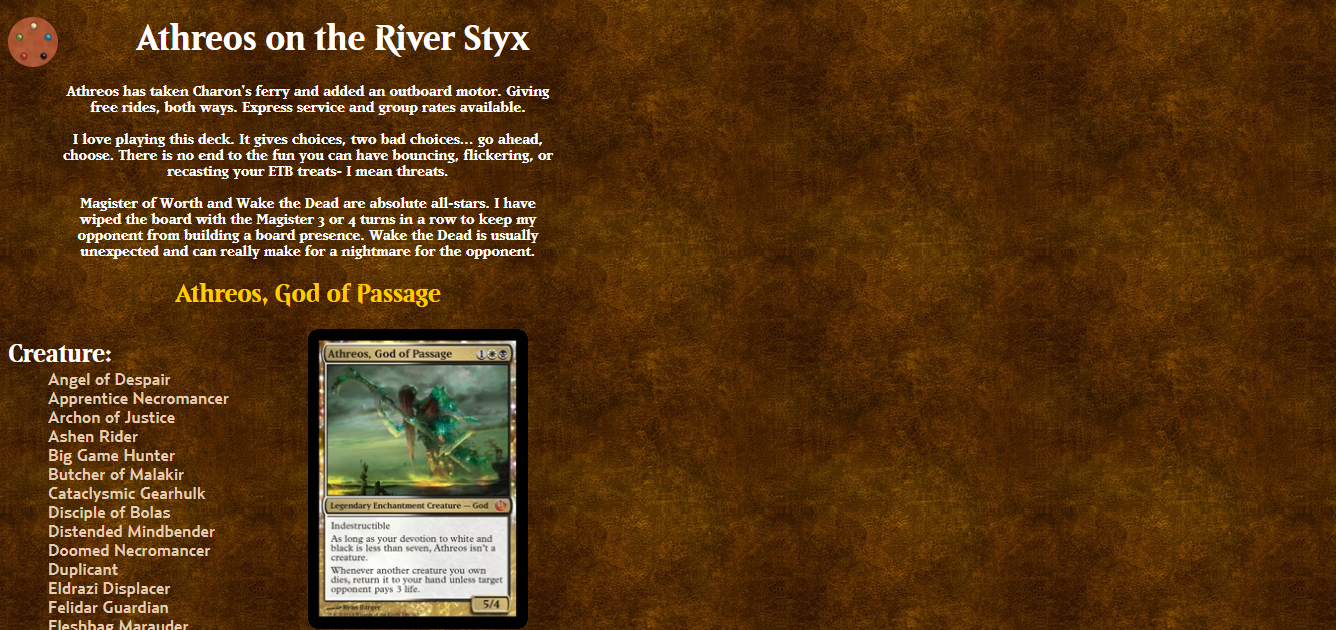 Athreos on the River Styx
Athreos has taken Charon's ferry and added an outboard motor. Giving
free rides, both ways. Express service and group rates available.
I love playing this deck. It gives choices, two bad choices... go ahead,
choose. There is no end to the fun you can have bouncing, flickering, or
recasting your ETB treats- I mean threats.
Magister of Worth and Wake the Dead are absolute all-stars. I have
wiped the board with the Magister 3 or 4 turns in a row to keep my
opponent from building a board presence. Wake the Dead is usually
unexpected and can really make for a nightmare for the opponent.
Athreos, God of Passage
Creature:
Angel of Despair
Apprentice Necromancer
Archon of Justice
Ashen Rider
Big Game Hunter
Butcher of Malakir
Cataclysmic Gearhulk
Disciple of Bolas
Distended Mindbender
Doomed Necromancer
Duplicant
Eldrazi Displacer
Felidar Guardian
Fleshbag Marauder
Athreos, God of Passage 1
Legendary Enchantment Creature — God
Indestructible
As long as your devotion to white and
black is less than seven, Athreos isn't a
creature.
Whenever another creature you own
dies, return it to your hand unless target
opponent pays 3 life.
5/4
Ryan Barger